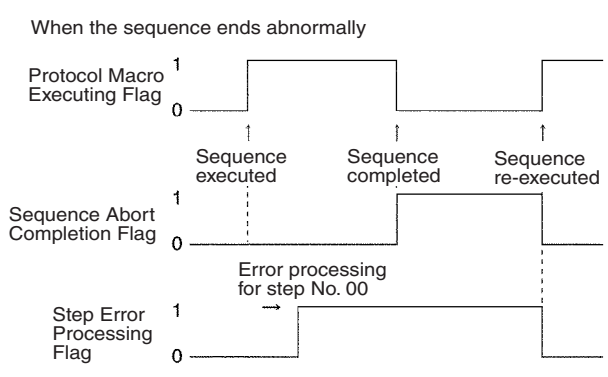 When the sequence ends abnormally
Protocol Macro
Executing Flag
1
0
Sequence
executed
Sequence
completed
Sequence
re-executed
Sequence Abort
Completion Flag
1
0
Error processing
for step No. 00
Step Error
Processing
Flag
1
0